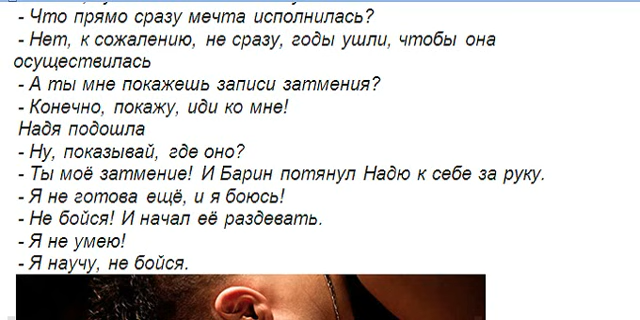 - Что прямо сразу мечта исполнилась?
- Нет, к сожалению, не сразу, годы ушли, чтобы она
осуществилась
- А ты мне покажешь записи затмения?
- Конечно, покажу, иди ко мне!
Надя подошла
- Ну, показывай, где оно?
- Ты моё затмение! И Барин потянул Надю к себе за руку.
- Я не готова ещё, и я боюсь!
- Не бойся! И начал её раздевать.
- Я не умею!
- Я научу, не бойся.